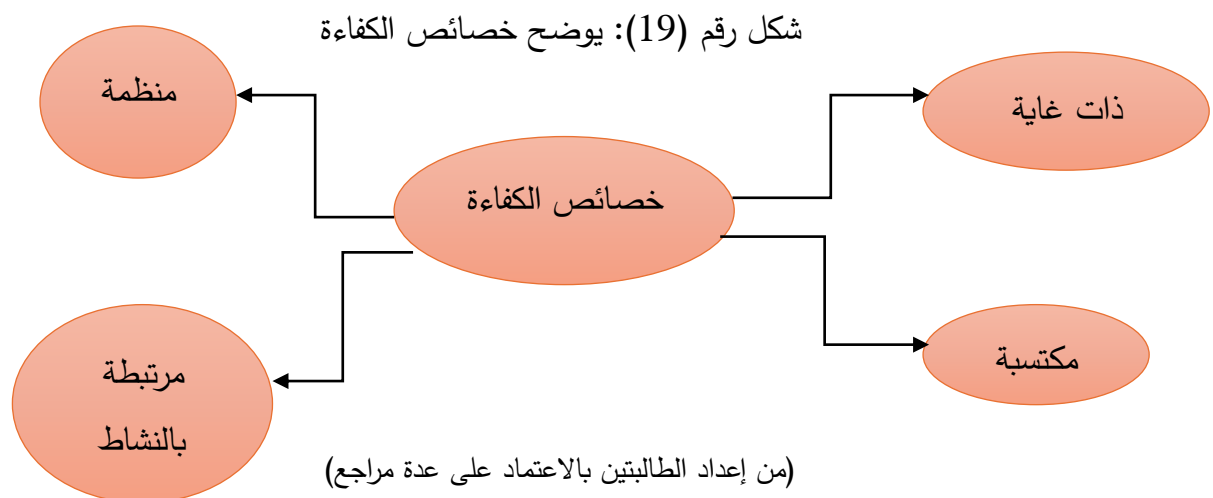 شكل رقم (19): يوضح خصائص الكفاءة
ذات غاية
منظمة
خصائص الكفاءة
مكتسبة
مرتبطة
بالنشاط
(من إعداد الطالبتين بالاعتماد على عدة مراجع)